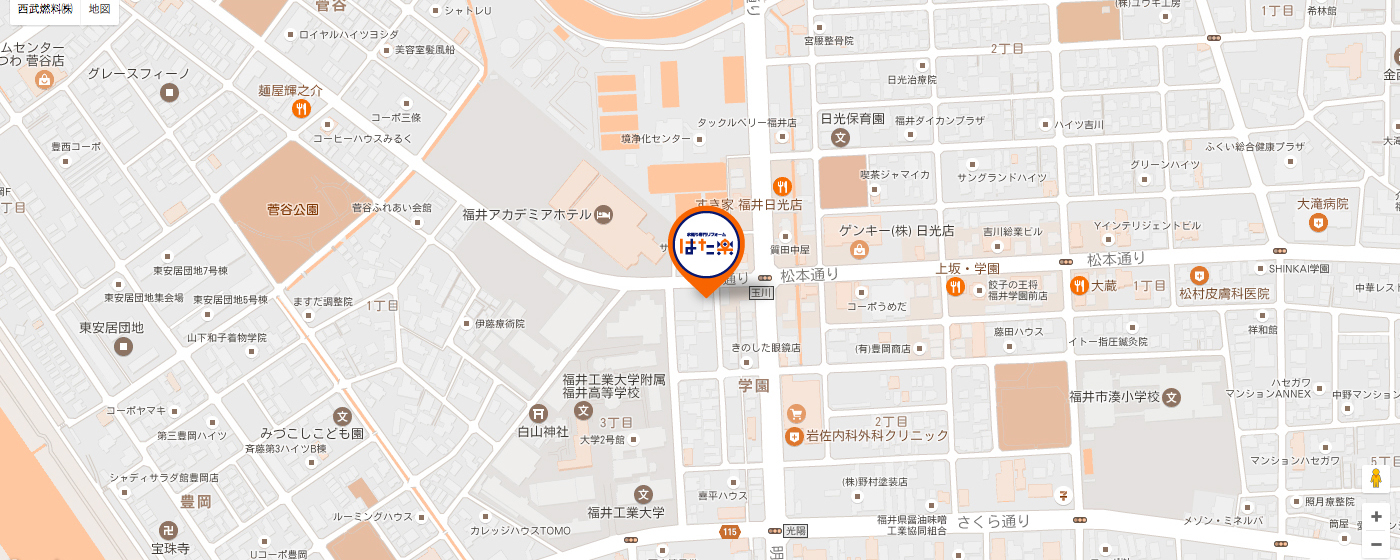 西武燃料㈱ 地図
菅谷
シャトレU
ロイヤルハイツヨシダ
美容室髪風船
グレースフィーノ
菅谷店
麺屋輝之介
コーポ三條
コーヒーハウスみるく
豊西コーポ
菅谷公園
菅谷ふれあい会館
福井アカデミアホテル
境浄化センター
タックルベリー福井店
すき家 福井日光店
質田中屋
宮腰整骨院
(株)ユウキ工房
1丁目
希林館
2丁目
日光治療院
日光保育園
福井ダイカンプラザ
ハイツ吉川
ふくい総合健康プラザ
喫茶ジャマイカ
サングランドハイツ
グリーンハイツ
大滝病院
ゲンキー(株) 日光店
吉川総業ビル
Yインテリジェントビル
水廻り専門リフォーム
はた楽
通り
玉川
松本通り
松本通り
上坂・学園
餃子の王将
福井学園前店
大蔵
1丁目
SHINKAI学園
松村皮膚科医院
コーポうめだ
藤田ハウス
イトー指圧鍼灸院
祥和館
きのした眼鏡店
(有)豊岡商店
学園
東安居団地7号棟
東安居団地集会場
東安居団地5号棟
ますだ調整院
1丁目
東安居団地
山下和子着物学院
伊藤療術院
福井工業大学附属
福井高等学校
3丁目
大学2号館
白山神社
コーポヤマキ
第三豊岡ハイツ
みづこしこども園
斉藤第3ハイツB棟
シャディサラダ館豊岡店
豊岡
ルーミングハウス
宝珠寺
Uコーポ豊岡
カレッジハウスTOMO
福井工業大学
喜平ハウス
115
光陽
2丁目
岩佐内科外科クリニック
(株)野村塗装店
福井県醤油味噌
工業協同組合
さくら通り
福井市湊小学校
ハセガワ
マンションANNEX
中野マンション
マンションハセガワ
5丁目
照月療整院
メゾン・ミネルバ
筒屋